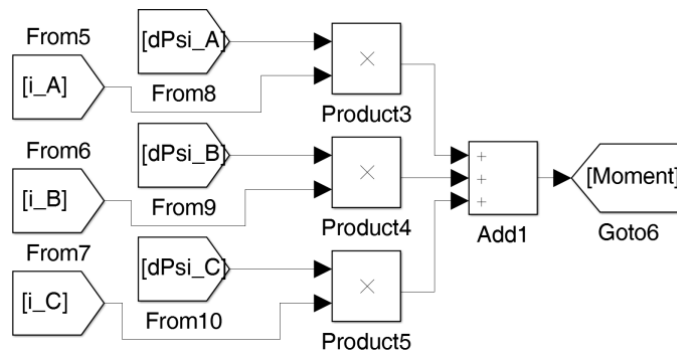 From5
[dPsi_A]
[i_A]
From8
×
Product3
From6
[dPsi_B]
[i_B]
From9
×
Product4
+
+
+
Add1
[Moment]
Goto6
From7
[dPsi_C]
[i_C]
From10
×
Product5